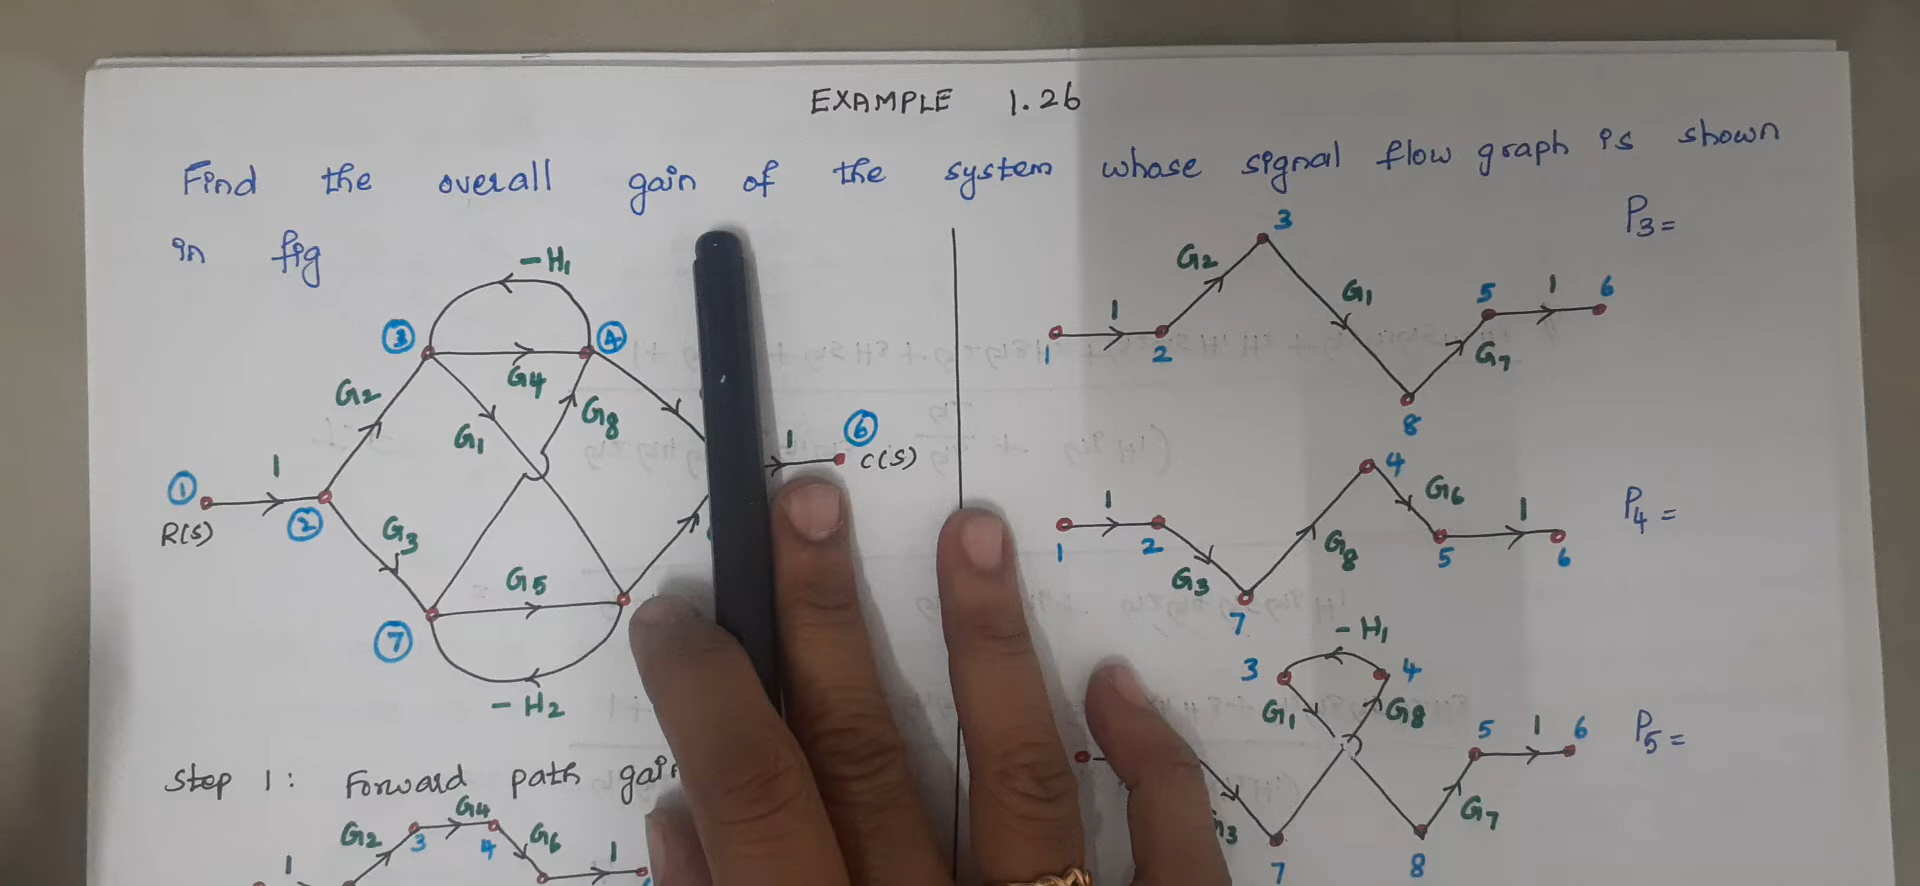 EXAMPLE 1.26
Find the overall gain of the system whose signal flow graph is shown
in fig
-H1
3
4
G4
G2
G1
G8
1
1
R(S)
2
G3
G5
7
-H2
1
6
C(S)
Step 1: Forward path gain
G2
3
G4
4
G6
1
1
P3=
1
1
2
G2
3
G1
8
G7
5
1
6
P4=
1
1
2
G3
7
G8
4
G6
5
1
6
P5=
-H1
3
4
G1
G8
7
8
G7
5
1
6